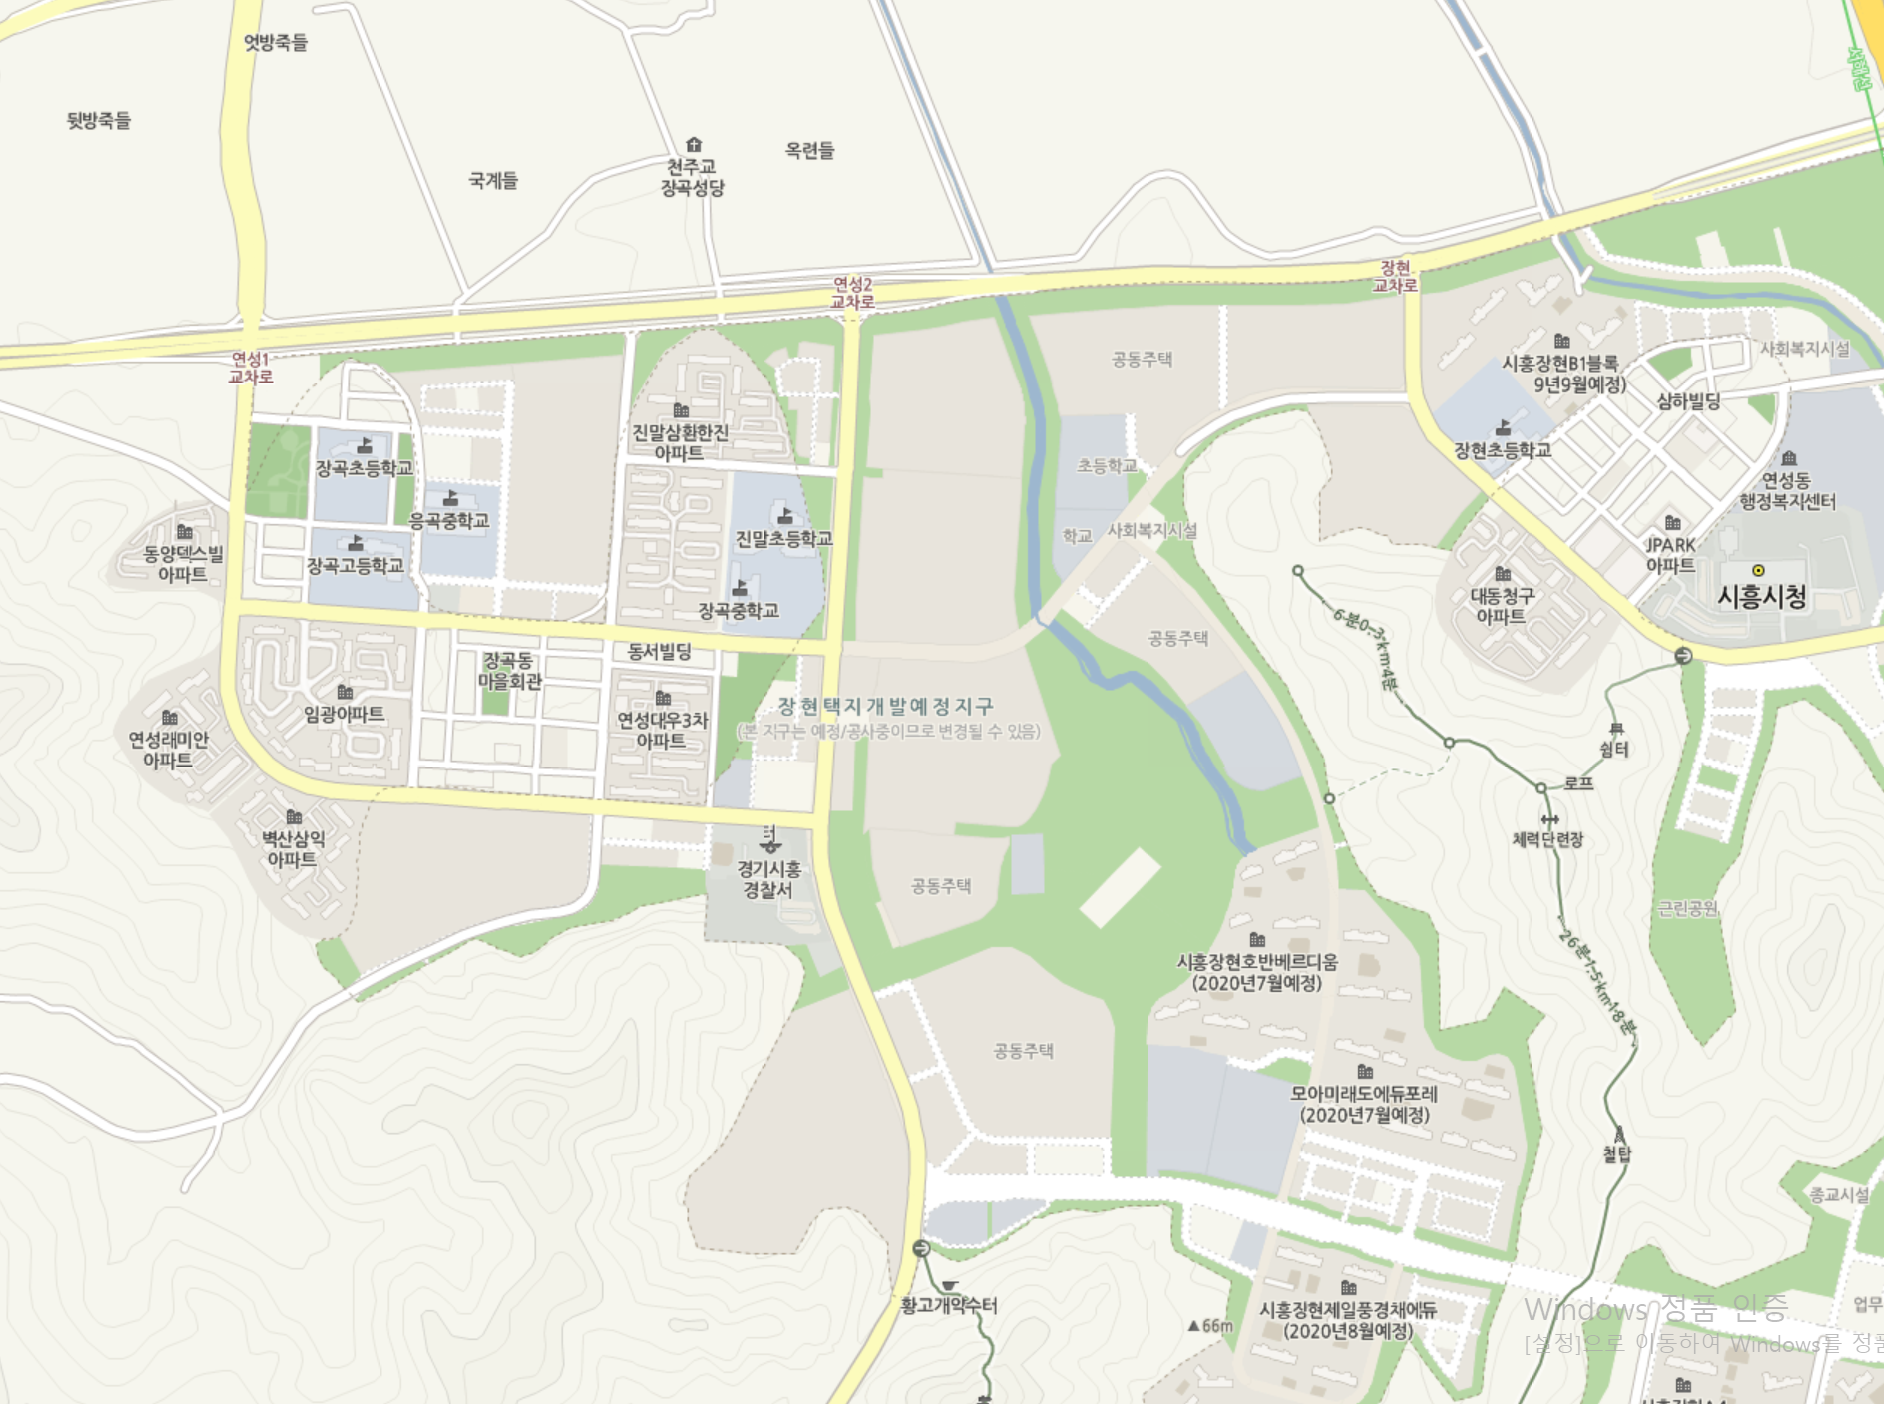 엇방죽들
서해선
뒷방죽들
옥련들
천주교
장곡성당
국계들
연성2
교차로
장현
교차로
연성1
교차로
공동주택
사회복지시설
시흥장현B1블록
9년9월예정)
삼하빌딩
진말삼환한진
아파트
장곡초등학교
장현초등학교
초등학교
연성동
행정복지센터
응곡중학교
동양덱스빌
아파트
장곡고등학교
진말초등학교
학교
사회복지시설
JPARK
아파트
대동청구
아파트
시흥시청
장곡중학교
6분0.3km4분
공동주택
동서빌딩
장곡동
마을회관
임광아파트
연성대우3차
아파트
장현택지개발예정지구
(본 지구는 예정/공사중이므로 변경될 수 있음)
연성래미안
아파트
쉼터
로프
벽산삼익
아파트
체력단련장
경기시흥
경찰서
공동주택
근린공원
시흥장현호반베르디움
(2020년7월예정)
26분1.5km18분
공동주택
모아미래도에듀포레
(2020년7월예정)
철탑
종교시설
황고개약수터
▲66m
시흥장현제일풍경채에듀
(2020년8월예정)
업무
Windows 정품 인증
[설정]으로 이동하여 Windows를 정품